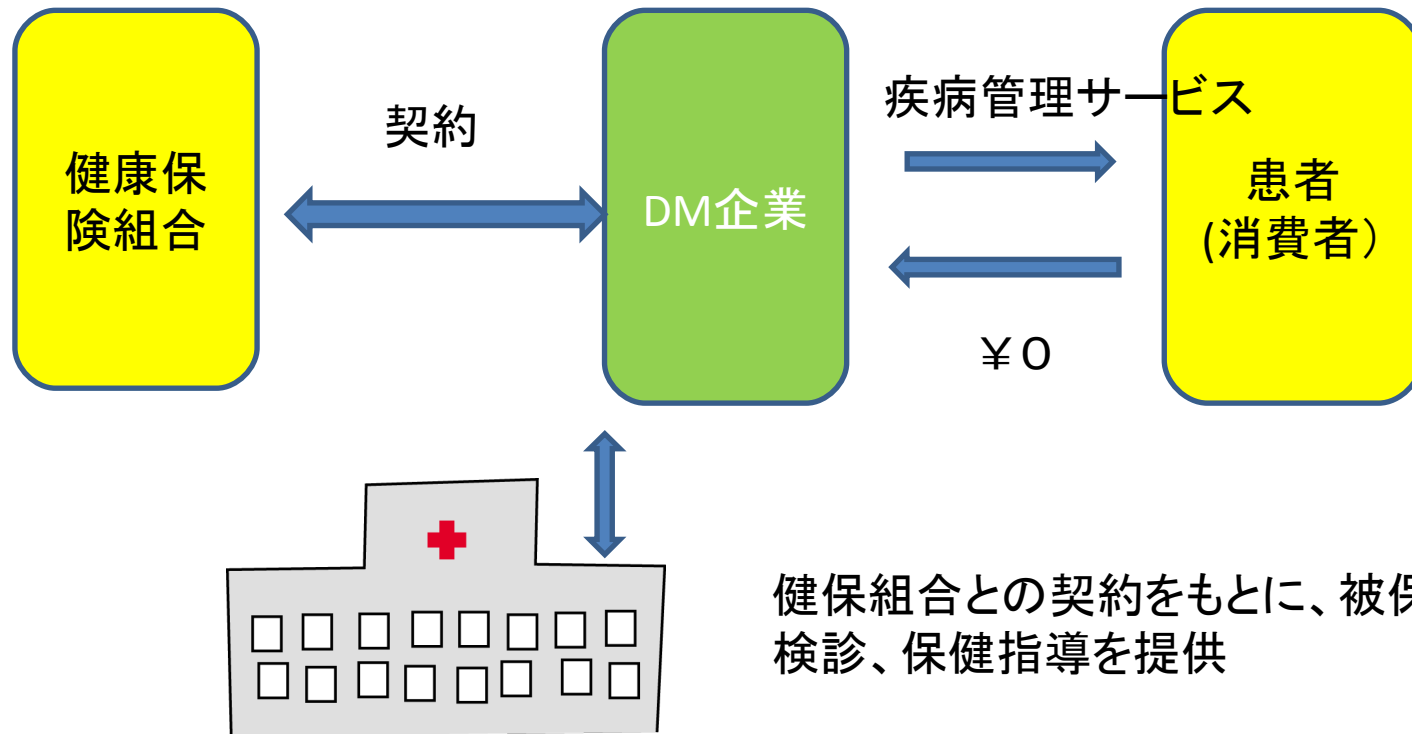 契約
疾病管理サービス
健康保
険組合
DM企業
患者
(消費者）
￥０
健保組合との契約をもとに、被保
検診、保健指導を提供